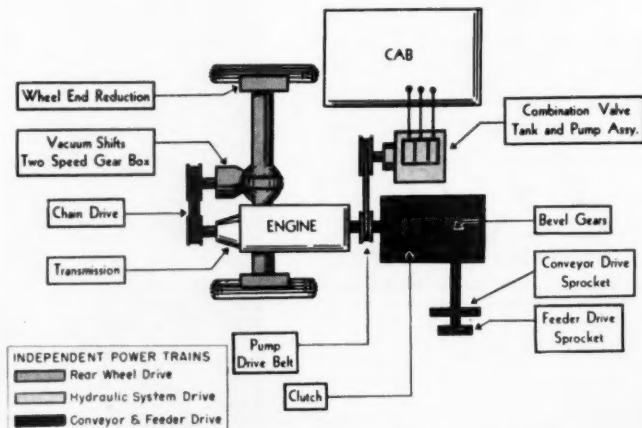 CAB
Wheel End Reduction
Combination Valve
Tank and Pump Assy.
Vacuum Shifts
Two Speed Gear Box
Chain Drive
ENGINE
Bevel Gears
Transmission
Conveyor Drive
Sprocket
Feeder Drive
Sprocket
Pump
Drive Belt
Clutch
INDEPENDENT POWER TRAINS
Rear Wheel Drive
Hydraulic System Drive
Conveyor & Feeder Drive